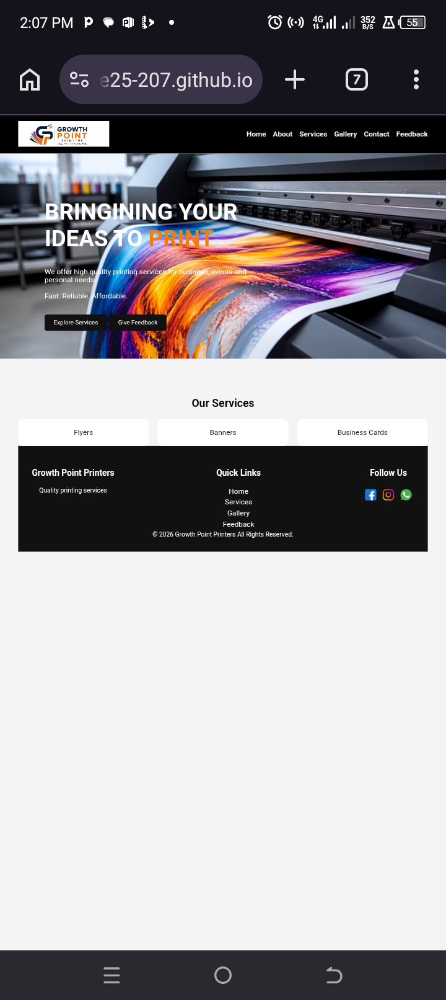 2:07 PM
4G
352
B/S
55
e25-207.github.io
7
GROWTH
POINT
PRINTERS
Home About Services Gallery Contact Feedback
BRINGINING YOUR
IDEAS TO PRINT
We offer high quality printing services for business, events and
personal needs.
Fast. Reliable. Affordable.
Explore Services Give Feedback
Our Services
Flyers Banners Business Cards
Growth Point Printers Quick Links Follow Us
Quality printing services
Home
Services
Gallery
Feedback
© 2026 Growth Point Printers All Rights Reserved.